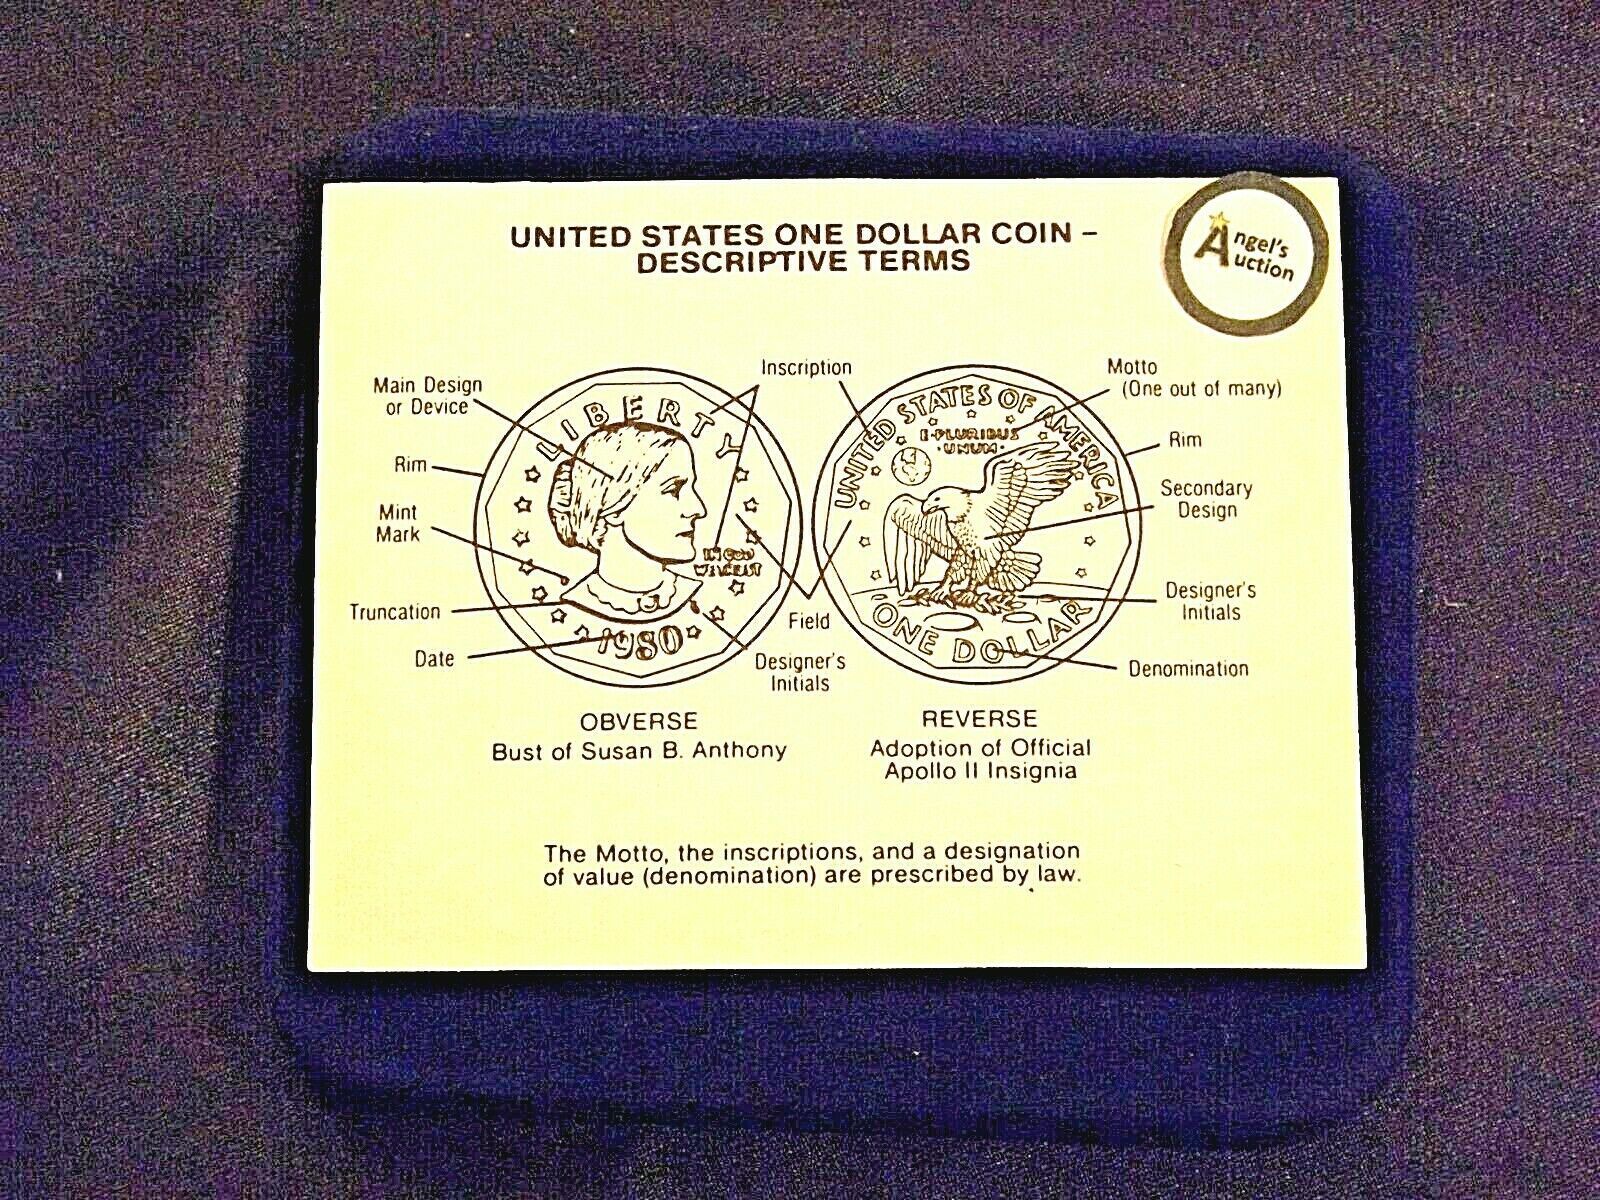 UNITED STATES ONE DOLLAR COIN –
DESCRIPTIVE TERMS
Angel's
Auction
Main Design
or Device
Rim
Mint
Mark
Truncation
Date
LIBERTY
IN GOD
WE TRUST
1980
Inscription
Field
Designer's
Initials
UNITED STATES OF AMERICA
E·PLURIBUS
·UNUM·
ONE DOLLAR
Motto
(One out of many)
Rim
Secondary
Design
Designer's
Initials
Denomination
OBVERSE
Bust of Susan B. Anthony
REVERSE
Adoption of Official
Apollo II Insignia
The Motto, the inscriptions, and a designation
of value (denomination) are prescribed by law.